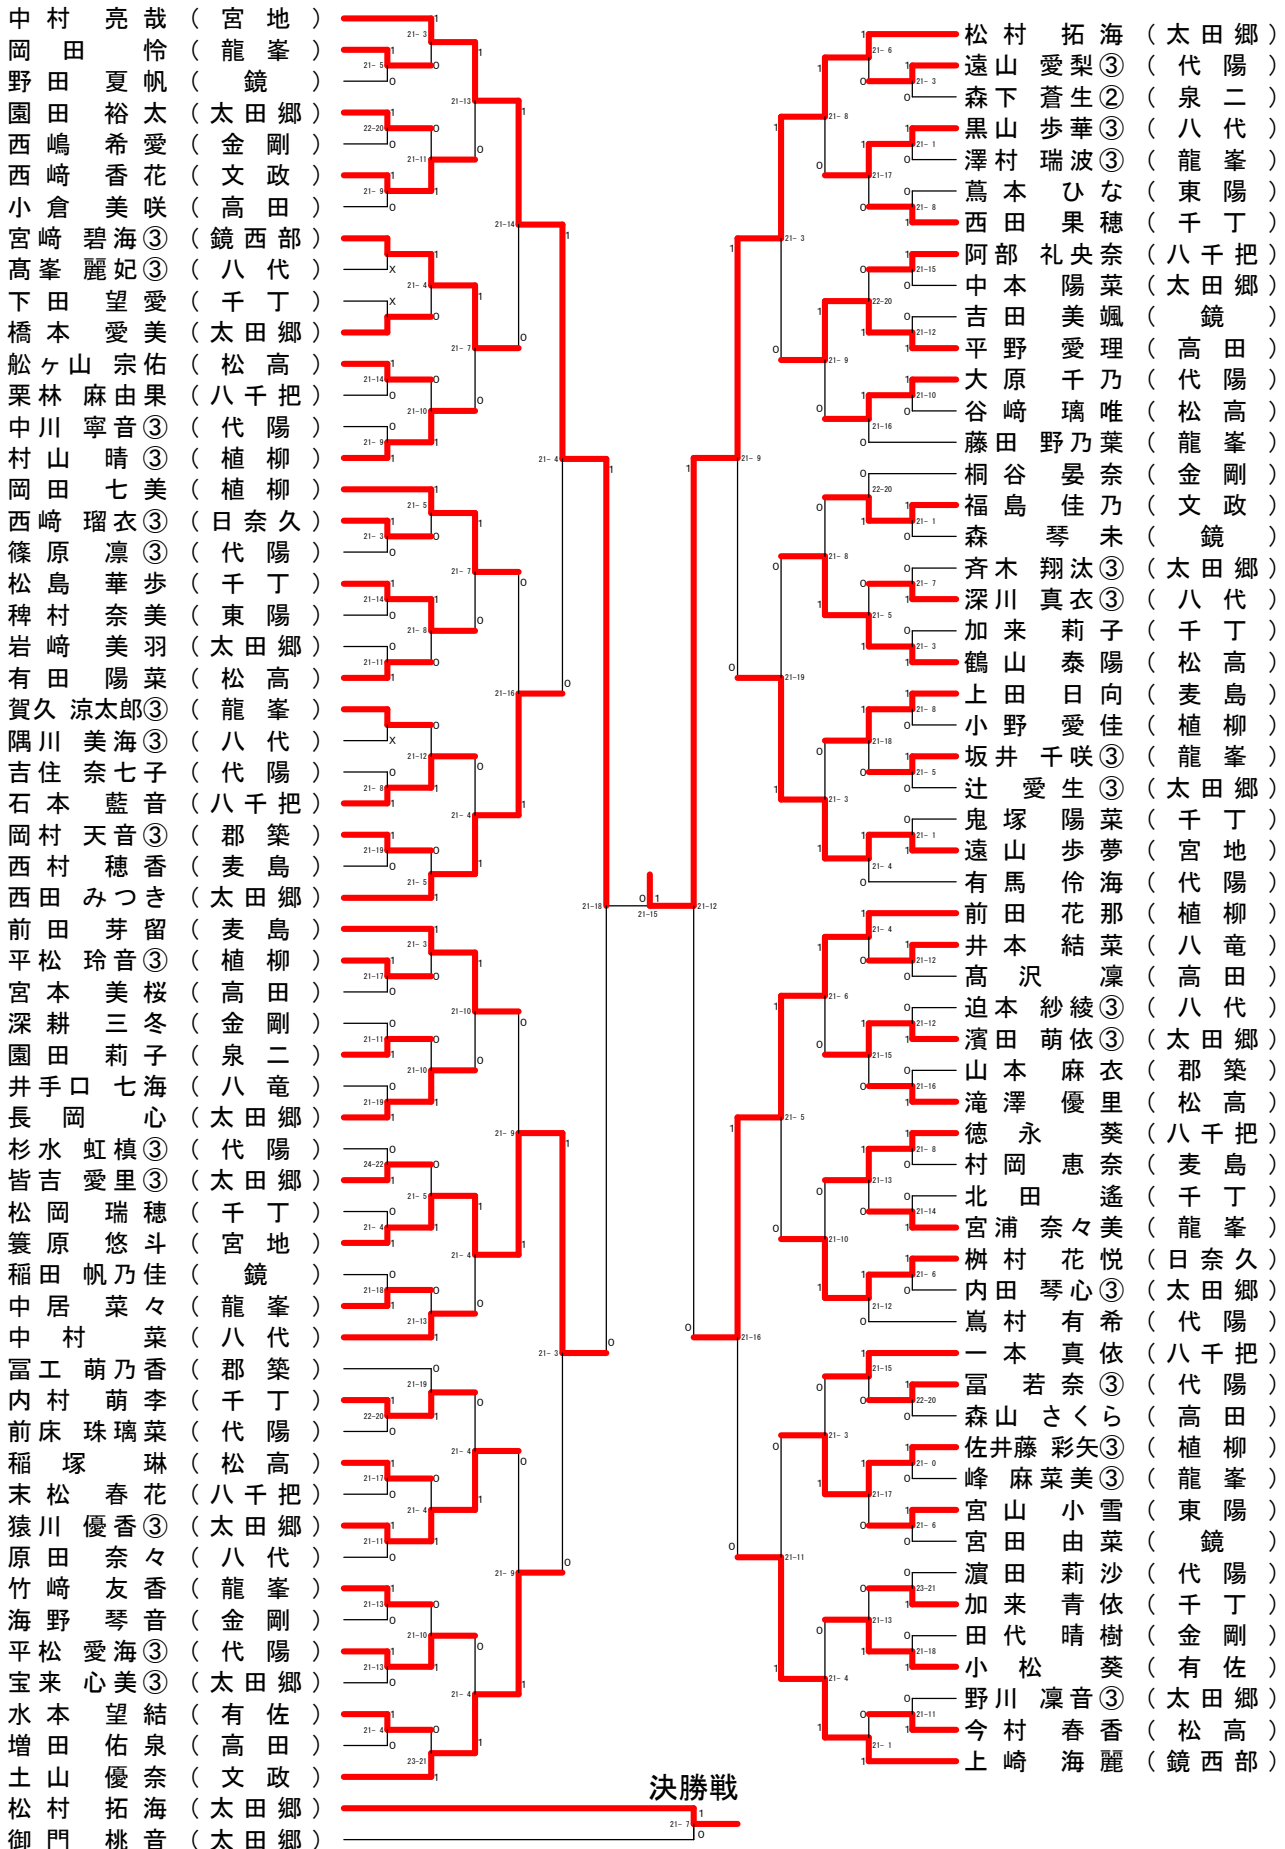 中村 亮哉 (宮地)
岡田 怜 (龍峯)
野田 夏帆 (鏡)
園田 裕太 (太田郷)
西嶋 希愛 (金剛)
西﨑 香花 (文政)
小倉 美咲 (高田)
宮﨑 碧海③ (鏡西部)
髙峯 麗妃③ (八代)
下田 望愛 (千丁)
橋本 愛美 (太田郷)
舩ヶ山 宗佑 (松高)
栗林 麻由果 (八千把)
中川 寧音③ (代陽)
村山 晴③ (植柳)
岡田 七美 (植柳)
西﨑 瑠衣③ (日奈久)
篠原 凛③ (代陽)
松島 華歩 (千丁)
稗村 奈美 (東陽)
岩﨑 美羽 (太田郷)
有田 陽菜 (松高)
賀久 涼太郎③ (龍峯)
隅川 美海③ (八代)
吉住 奈七子 (代陽)
石本 藍音 (八千把)
岡村 天音③ (郡築)
西村 穂香 (麦島)
西田 みつき (太田郷)
前田 芽留 (麦島)
平松 玲音③ (植柳)
宮本 美桜 (高田)
深耕 三冬 (金剛)
園田 莉子 (泉二)
井手口 七海 (八竜)
長岡 心 (太田郷)
杉水 虹槙③ (代陽)
皆吉 愛里③ (太田郷)
松岡 瑞穂 (千丁)
簑原 悠斗 (宮地)
稲田 帆乃佳 (鏡)
中居 菜々 (龍峯)
中村 菜 (八代)
冨工 萌乃香 (郡築)
内村 萌李 (千丁)
前床 珠璃菜 (代陽)
稲塚 琳 (松高)
末松 春花 (八千把)
猿川 優香③ (太田郷)
原田 奈々 (八代)
竹﨑 友香 (龍峯)
海野 琴音 (金剛)
平松 愛海③ (代陽)
宝来 心美③ (太田郷)
水本 望結 (有佐)
増田 佑泉 (高田)
土山 優奈 (文政)
松村 拓海 (太田郷)
御門 桃音 (太田郷)
決勝戦
21-7
21-15
松村 拓海 (太田郷)
遠山 愛梨③ (代陽)
森下 蒼生② (泉二)
黒山 歩華③ (八代)
澤村 瑞波③ (龍峯)
蔦本 ひな (東陽)
西田 果穂 (千丁)
阿部 礼央奈 (八千把)
中本 陽菜 (太田郷)
吉田 美颯 (鏡)
平野 愛理 (高田)
大原 千乃 (代陽)
谷﨑 璃唯 (松高)
藤田 野乃葉 (龍峯)
桐谷 晏奈 (金剛)
福島 佳乃 (文政)
森 琴未 (鏡)
斉木 翔汰③ (太田郷)
深川 真衣③ (八代)
加来 莉子 (千丁)
鶴山 泰陽 (松高)
上田 日向 (麦島)
小野 愛佳 (植柳)
坂井 千咲③ (龍峯)
辻 愛生③ (太田郷)
鬼塚 陽菜 (千丁)
遠山 歩夢 (宮地)
有馬 伶海 (代陽)
前田 花那 (植柳)
井本 結菜 (八竜)
髙沢 凜 (高田)
迫本 紗綾③ (八代)
濱田 萌依③ (太田郷)
山本 麻衣 (郡築)
滝澤 優里 (松高)
徳永 葵 (八千把)
村岡 恵奈 (麦島)
北田 遙 (千丁)
宮浦 奈々美 (龍峯)
桝村 花悦 (日奈久)
内田 琴心③ (太田郷)
嶌村 有希 (代陽)
一本 真依 (八千把)
冨 若奈③ (代陽)
森山 さくら (高田)
佐井藤 彩矢③ (植柳)
峰 麻菜美③ (龍峯)
宮山 小雪 (東陽)
宮田 由菜 (鏡)
濵田 莉沙 (代陽)
加来 青依 (千丁)
田代 晴樹 (金剛)
小松 葵 (有佐)
野川 凜音③ (太田郷)
今村 春香 (松高)
上崎 海麗 (鏡西部)